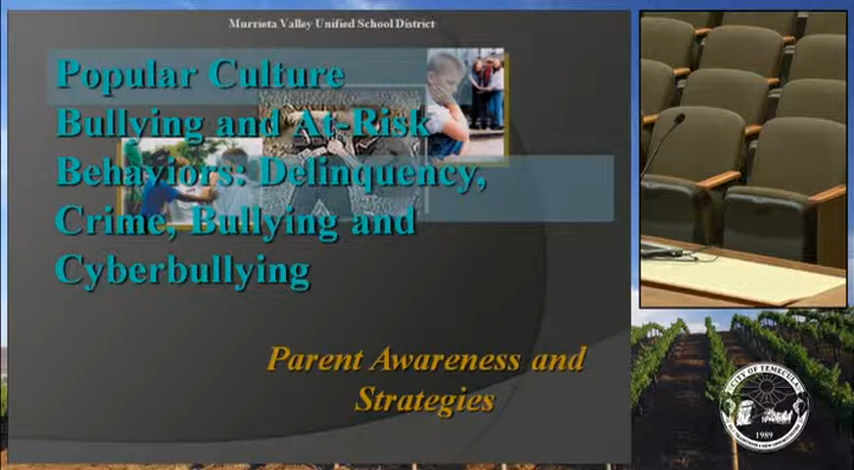 Murrieta Valley Unified School District
Popular Culture
Bullying and At-Risk
Behaviors: Delinquency,
Crime, Bullying and
Cyberbullying
Parent Awareness and
Strategies
CITY OF TEMECULA
1989